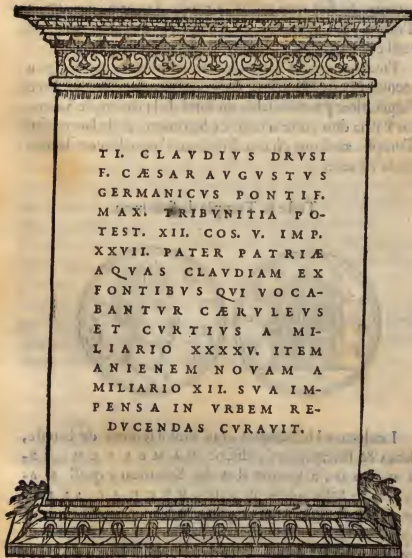 TI. CLAVDIVS DRVSI
F. CÆSAR AVGVSTVS
GERMANICVS PONTIF.
MAX. TRIBVNITIA PO-
TEST. XII. COS. V. IMP.
XXVII. PATER PATRIÆ
AQVAS CLAVDIAM EX
FONTIBVS QVI VOCA-
BANTVR CÆRVLEVS
ET CVRTIVS A MI-
LIARIO XXXXV. ITEM
ANIENEM NOVAM A
MILIARIO XII. SVA IM-
PENSA IN VRBEM RE-
DVCENDAS CVRAVIT.